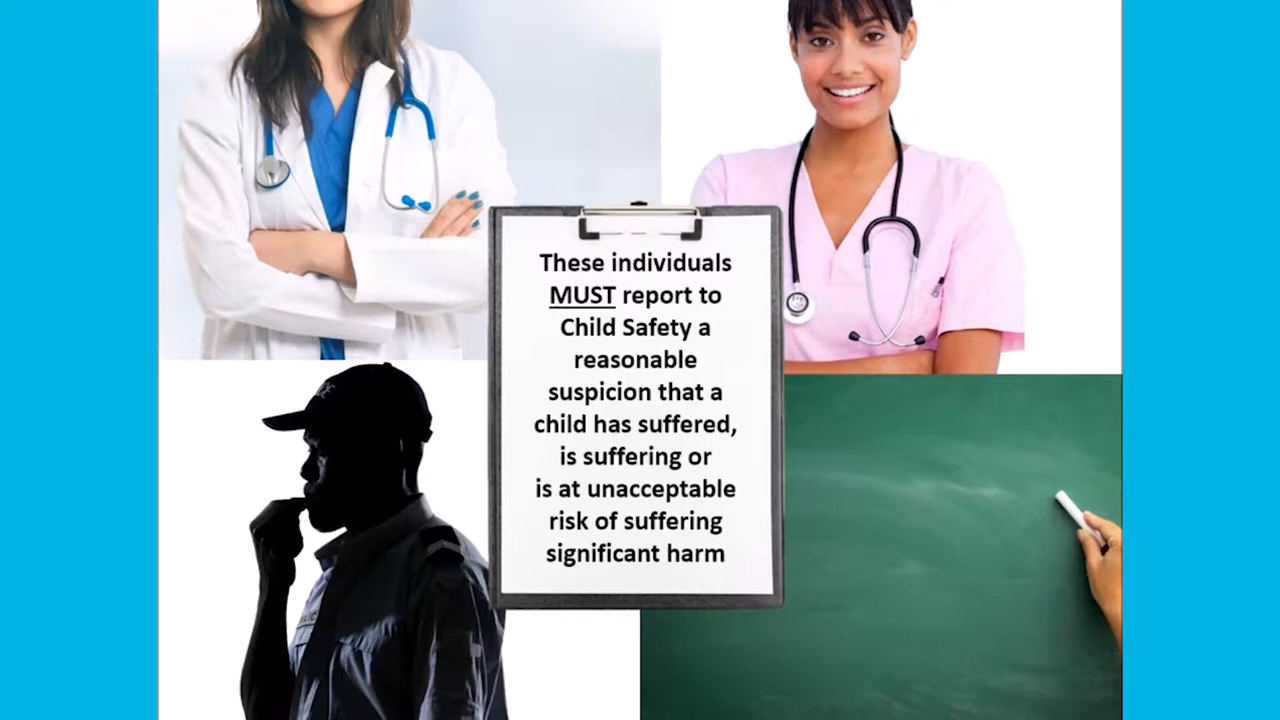 These individuals
MUST report to
Child Safety a
reasonable
suspicion that a
child has suffered,
is suffering or
is at unacceptable
risk of suffering
significant harm